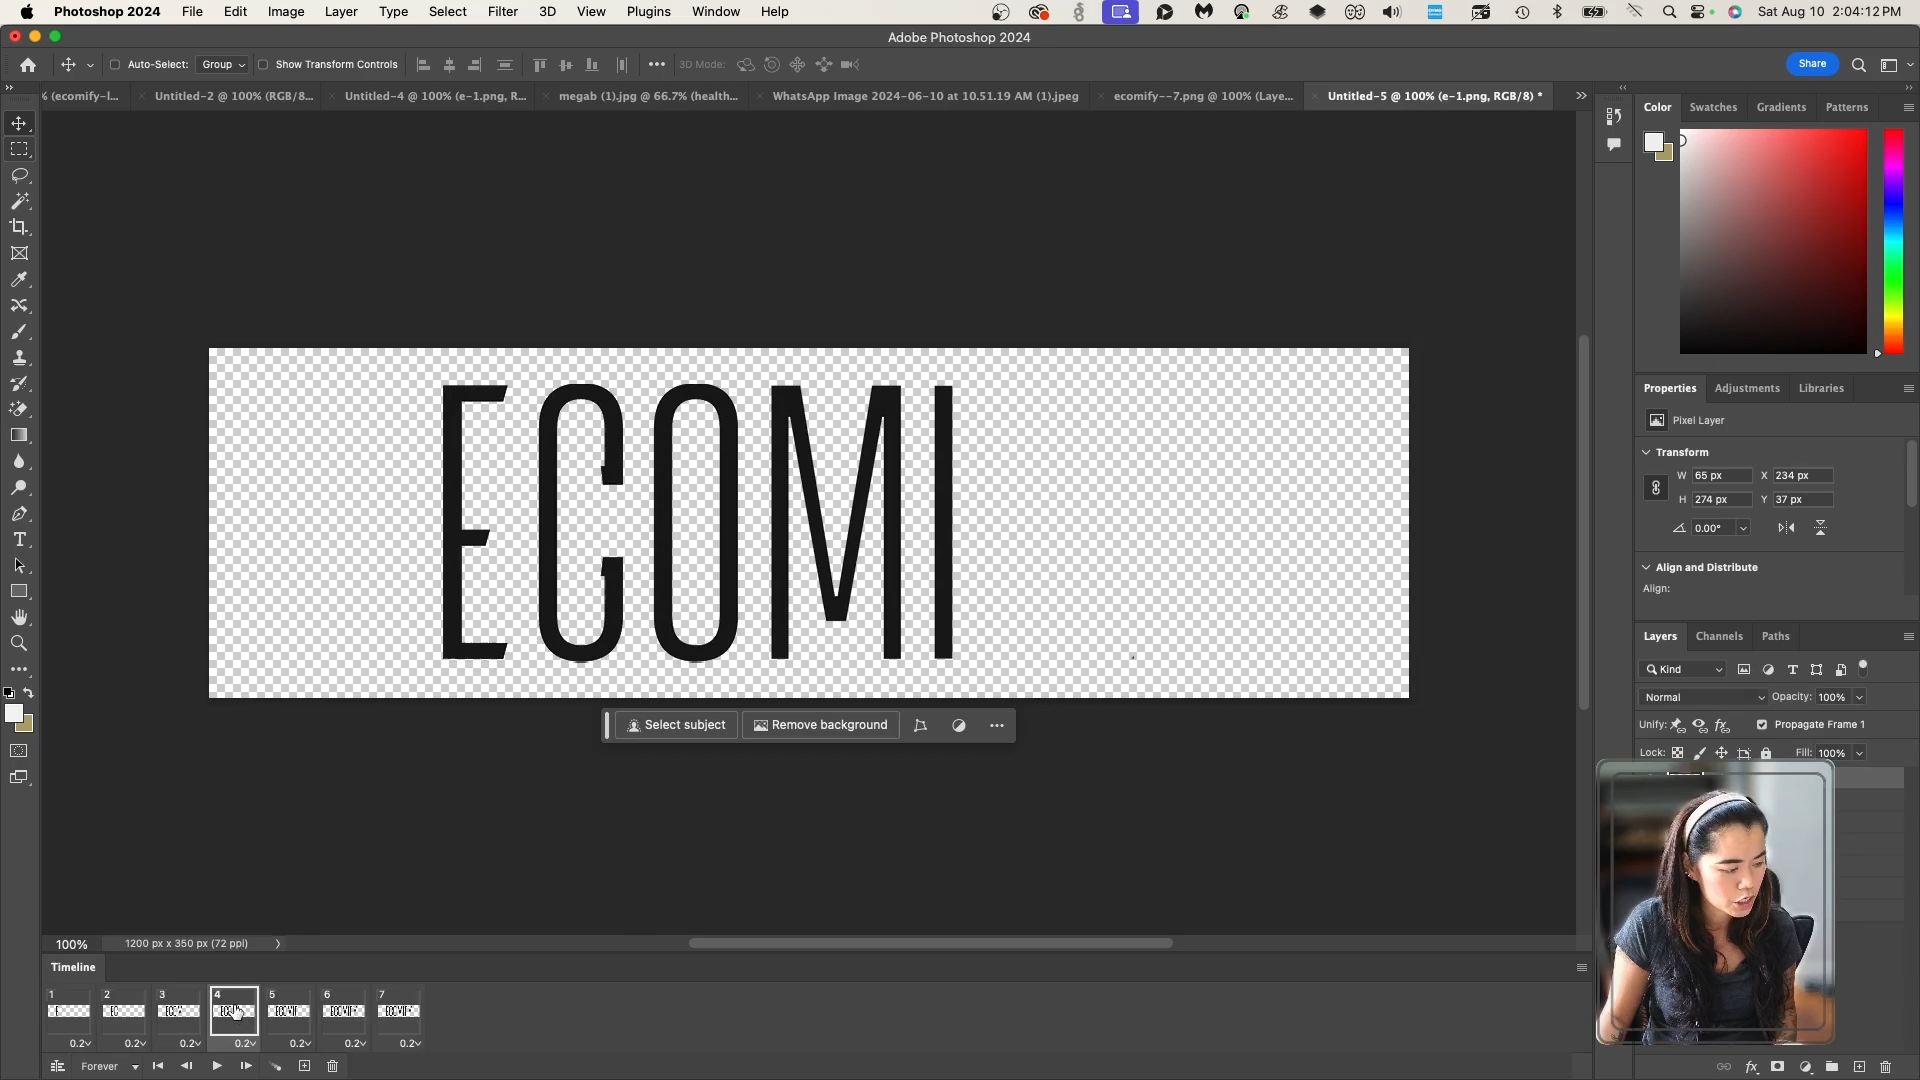 Photoshop 2024 File Edit Image Layer Type Select Filter 3D View Plugins Window Help Sat Aug 10 2:04:12 PM
Adobe Photoshop 2024
Auto-Select: Group Show Transform Controls 3D Mode: Share
% (ecomify-l... Untitled-2 @ 100% (RGB/8... Untitled-4 @ 100% (e-1.png, R... megab (1).jpg @ 66.7% (health... WhatsApp Image 2024-06-10 at 10.51.19 AM (1).jpeg ecomify--7.png @ 100% (Laye... Untitled-5 @ 100% (e-1.png, RGB/8) *
Color Swatches Gradients Patterns
ECOMI
Properties Adjustments Libraries
Pixel Layer
Transform
W 65 px X 234 px
H 274 px Y 37 px
0.00°
Align and Distribute
Align:
Layers Channels Paths
Kind
Normal Opacity: 100%
Unify: Propagate Frame 1
Lock: Fill: 100%
Select subject Remove background
100% 1200 px x 350 px (72 ppi)
Timeline
1 2 3 4 5 6 7
0.2 0.2 0.2 0.2 0.2 0.2 0.2
Forever